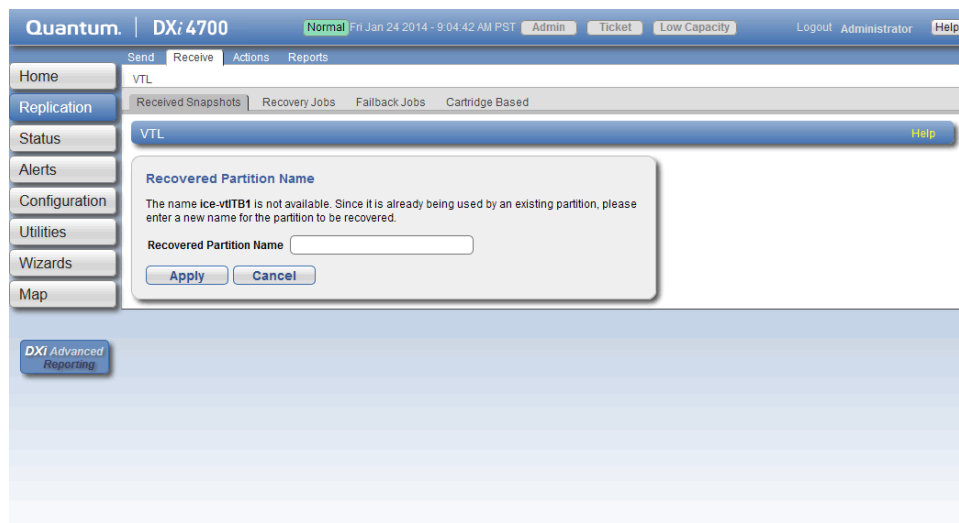 Quantum. DXi 4700 Normal Fri Jan 24 2014 - 9:04:42 AM PST Admin Ticket Low Capacity Logout Administrator Help
Send Receive Actions Reports
Home
VTL
Replication
Received Snapshots Recovery Jobs Failback Jobs Cartridge Based
Status
VTL Help
Alerts
Recovered Partition Name
Configuration
The name ice-vtlTB1 is not available. Since it is already being used by an existing partition, please
enter a new name for the partition to be recovered.
Utilities
Recovered Partition Name
Wizards
Apply Cancel
Map
DXi Advanced
Reporting